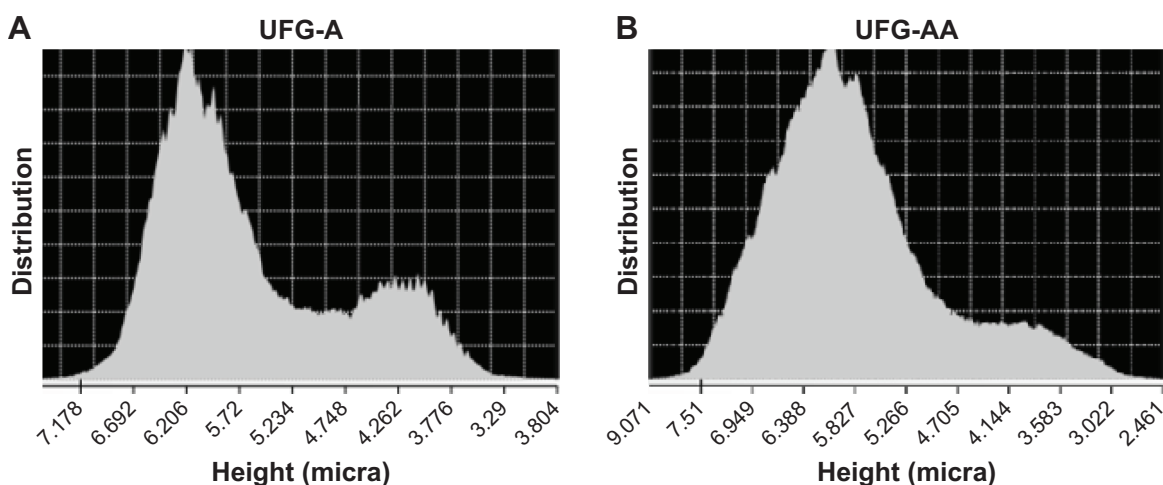 A
UFG-A
Distribution
7.178
6.692
6.206
5.72
5.234
4.748
4.262
3.776
3.29
3.804
Height (micra)
B
UFG-AA
Distribution
9.071
7.51
6.949
6.388
5.827
5.266
4.705
4.144
3.583
3.022
2.461
Height (micra)